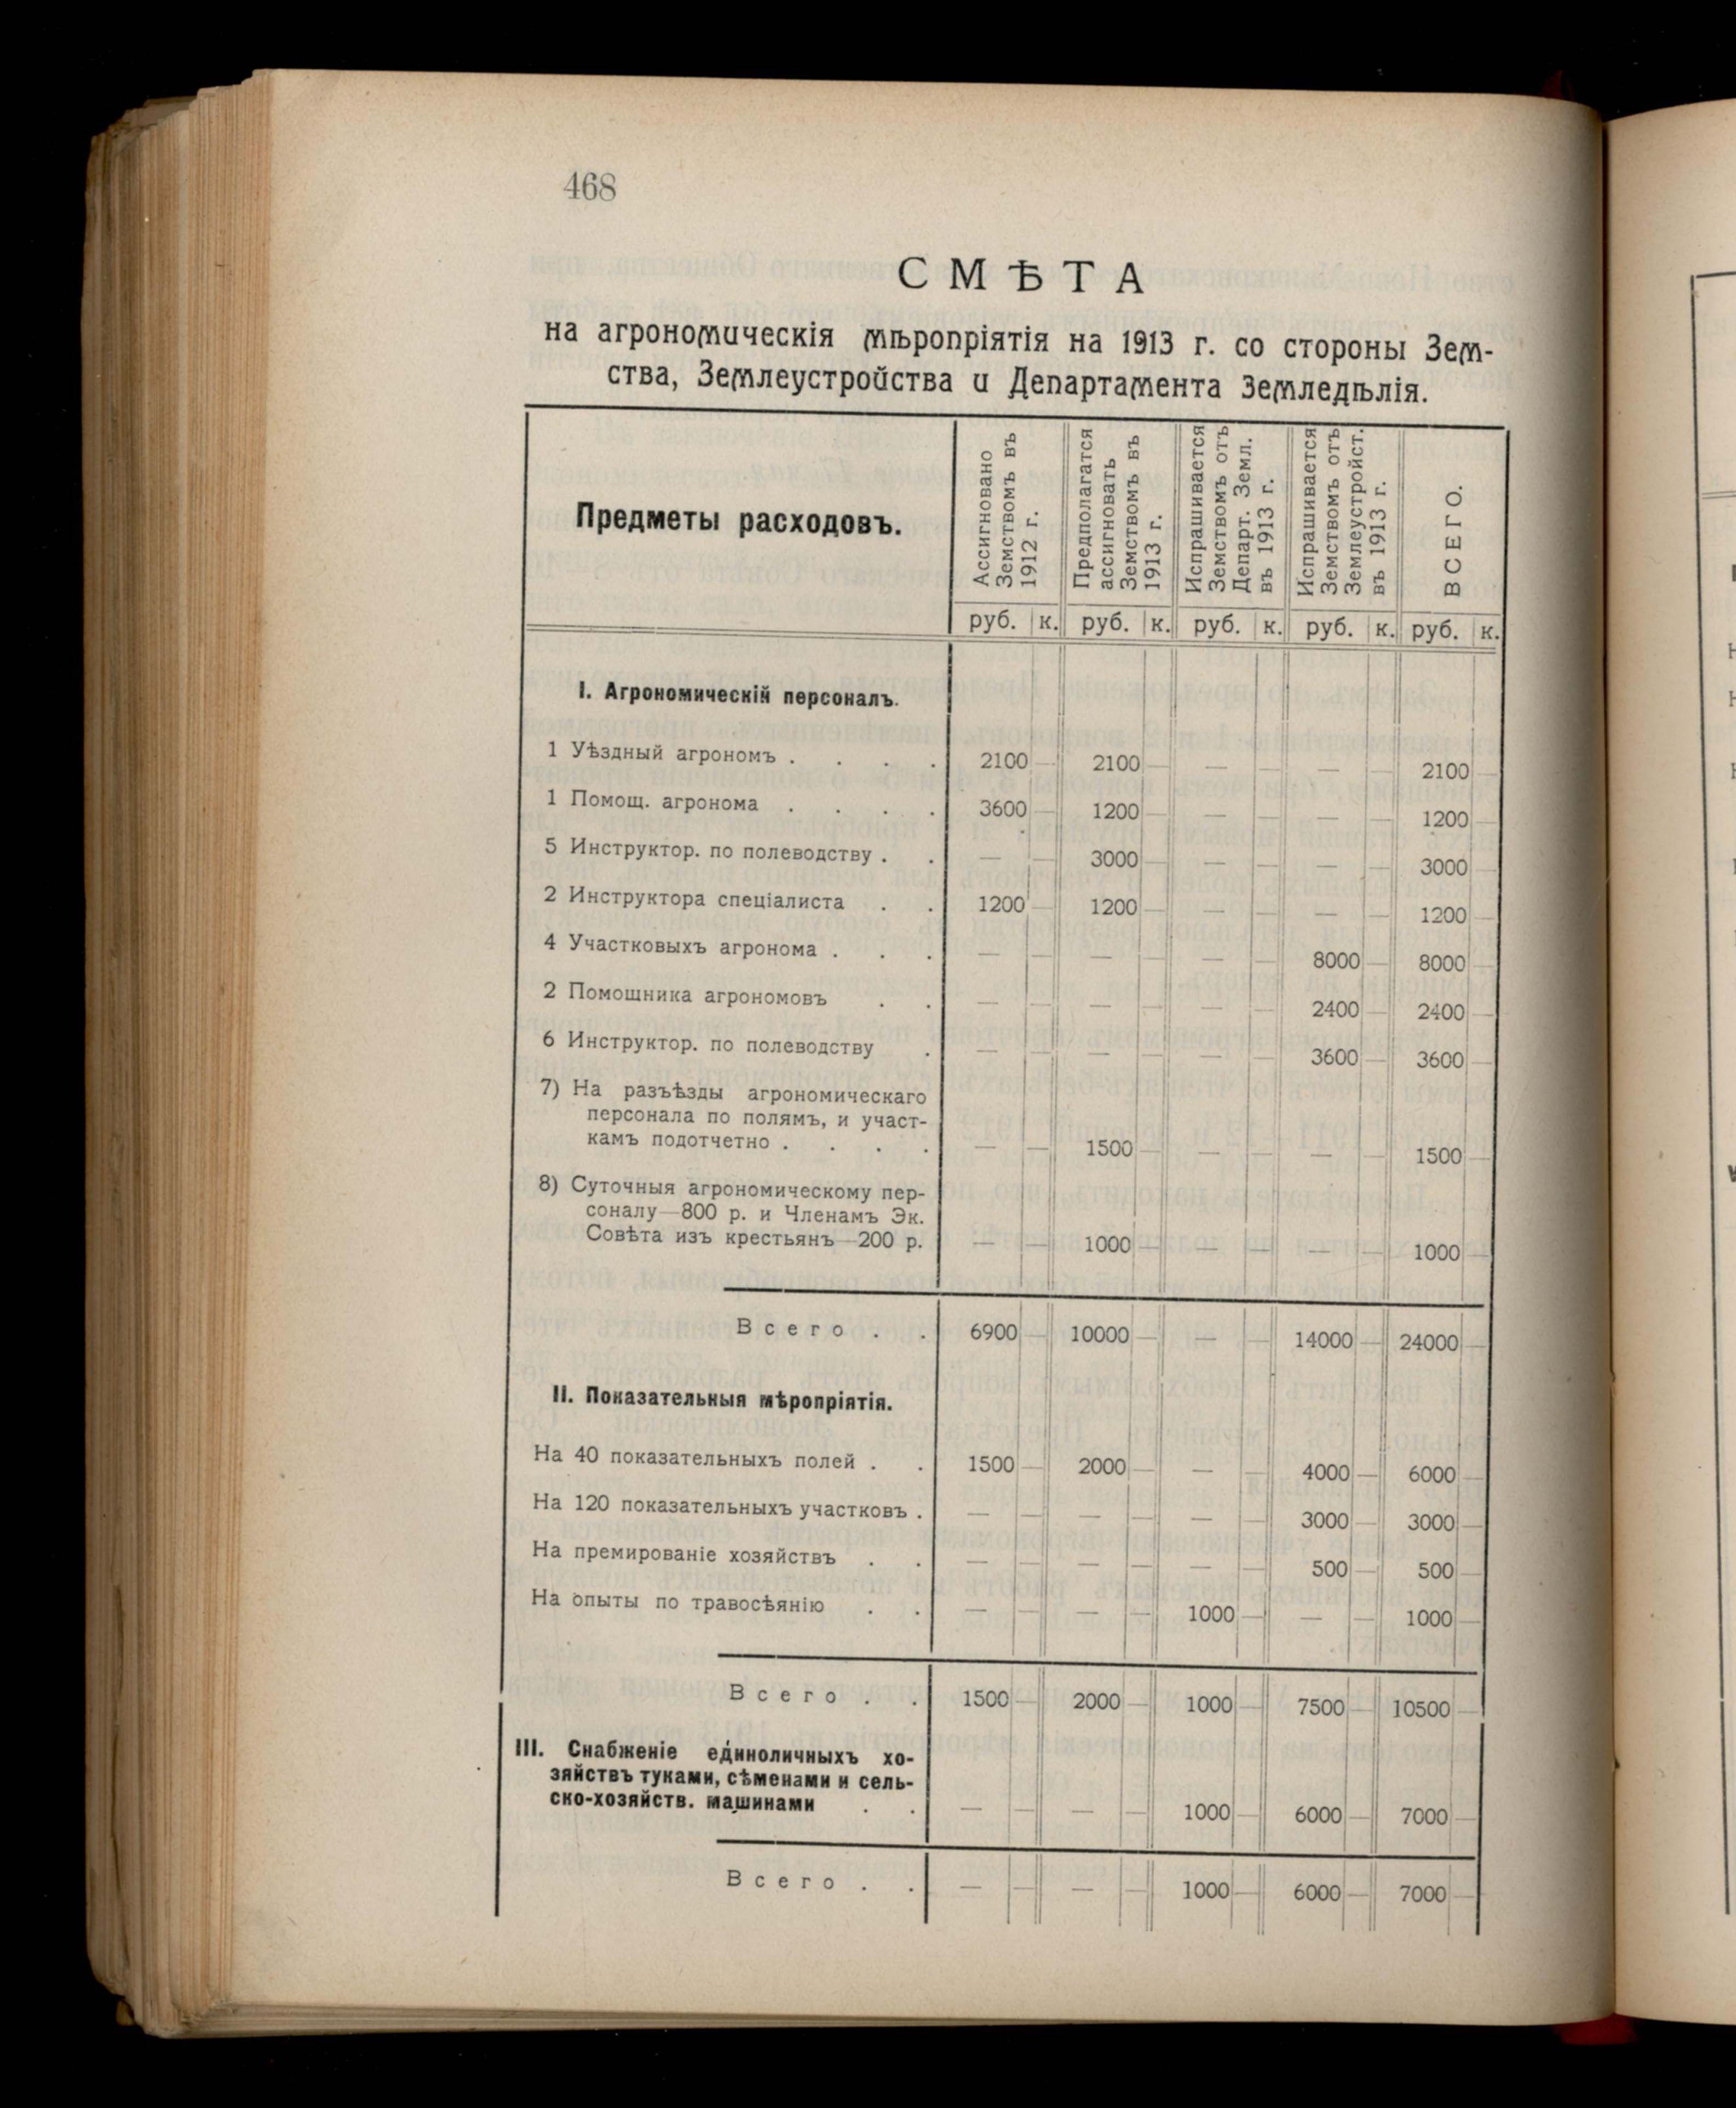 468
СМѢТА
на агрономическія мѣропріятія на 1913 г. со стороны Зем-
ства, Землеустройства и Департамента Земледѣлія.
Предметы расходовъ.
Ассигновано
Земствомъ въ
1912 г.
Предполагатся
ассигновать
Земствомъ въ
1913 г.
Испрашивается
Земствомъ отъ
Департ. Земл.
въ 1913 г.
Испрашивается
Земствомъ отъ
Землеустройст.
въ 1913 г.
ВСЕГО.
руб. к. руб. к. руб. к. руб. к. руб. к.
I. Агрономическій персоналъ.
1 Уѣздный агрономъ . . . . 2100 — 2100 — — — — — 2100 —
1 Помощ. агронома . . . . 3600 — 1200 — — — — — 1200 —
5 Инструктор. по полеводству . . — — 3000 — — — — — 3000 —
2 Инструктора спеціалиста . . 1200 — 1200 — — — — — 1200 —
4 Участковыхъ агронома . . . — — — — — — 8000 — 8000 —
2 Помошника агрономовъ . . — — — — — — 2400 — 2400 —
6 Инструктор. по полеводству . — — — — — — 3600 — 3600 —
7) На разъѣзды агрономическаго
персонала по полямъ, и участ-
камъ подотчетно . . . . — — 1500 — — — — — 1500 —
8) Суточныя агрономическому пер-
соналу—800 р. и Членамъ Эк.
Совѣта изъ крестьянъ—200 р. — — 1000 — — — — — 1000 —
Всего . . 6900 — 10000 — — — 14000 — 24000 —
II. Показательныя мѣропріятія.
На 40 показательныхъ полей . . 1500 — 2000 — — — 4000 — 6000 —
На 120 показательныхъ участковъ . — — — — — — 3000 — 3000 —
На премированіе хозяйствъ . . — — — — — — 500 — 500 —
На опыты по травосѣянію . . — — — — 1000 — — — 1000 —
Всего . . 1500 — 2000 — 1000 — 7500 — 10500 —
III. Снабженіе единоличныхъ хо-
зяйствъ туками, сѣменами и сель-
ско-хозяйств. машинами . . — — — — 1000 — 6000 — 7000 —
Всего . . — — — — 1000 — 6000 — 7000 —